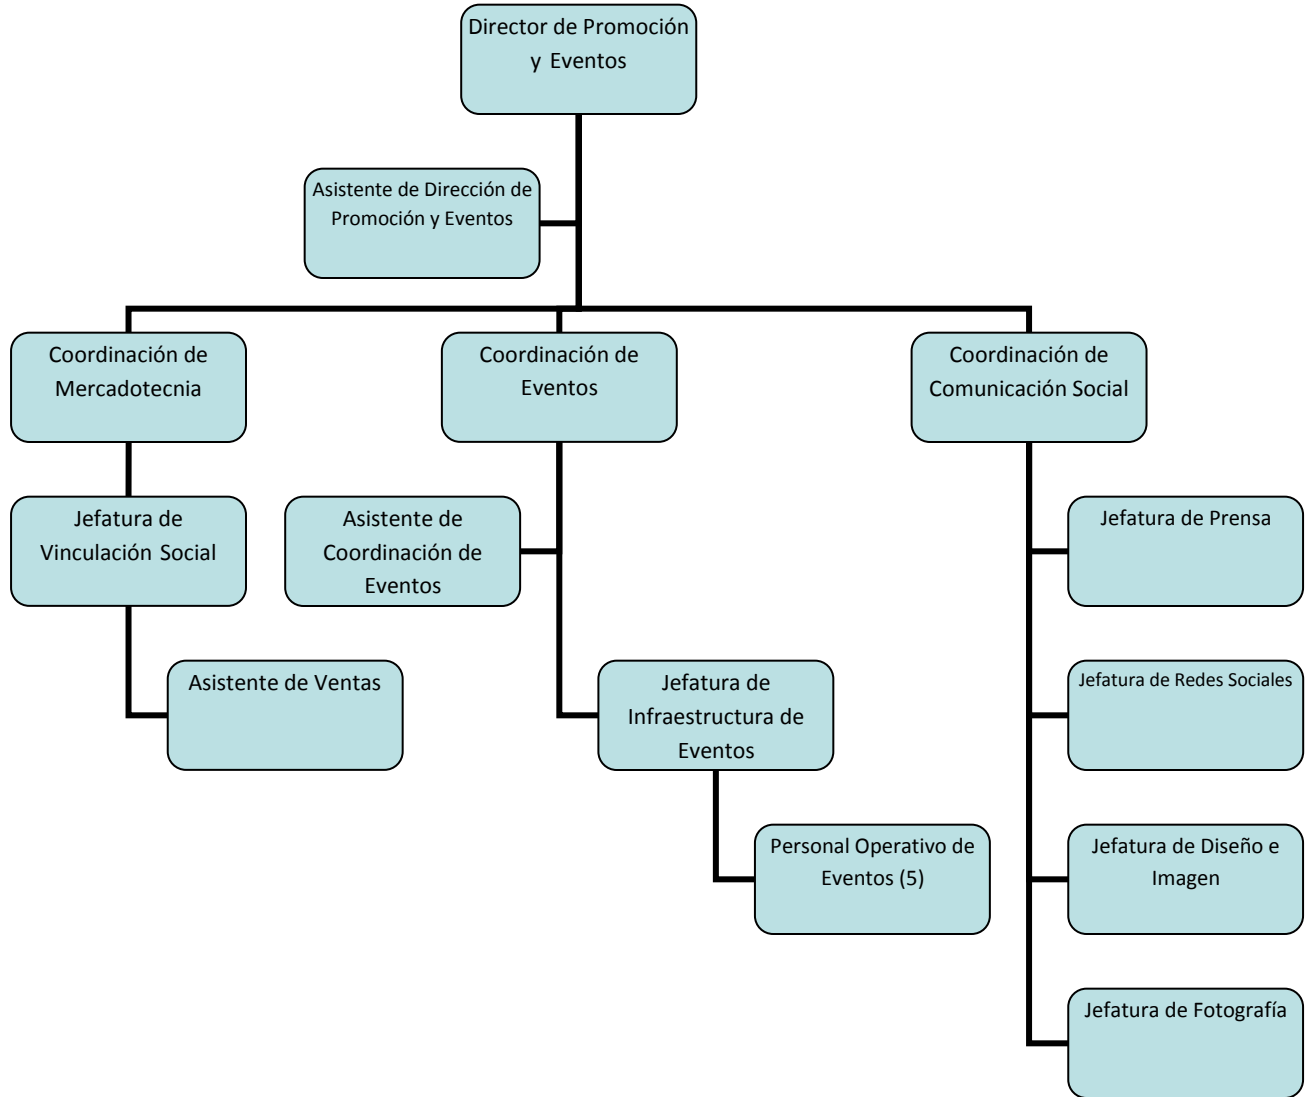 Director de Promoción
y Eventos
Asistente de Dirección de
Promoción y Eventos
Coordinación de
Mercadotecnia
Coordinación de
Eventos
Coordinación de
Comunicación Social
Jefatura de
Vinculación Social
Asistente de
Coordinación de
Eventos
Jefatura de Prensa
Asistente de Ventas
Jefatura de
Infraestructura de
Eventos
Jefatura de Redes Sociales
Personal Operativo de
Eventos (5)
Jefatura de Diseño e
Imagen
Jefatura de Fotografía